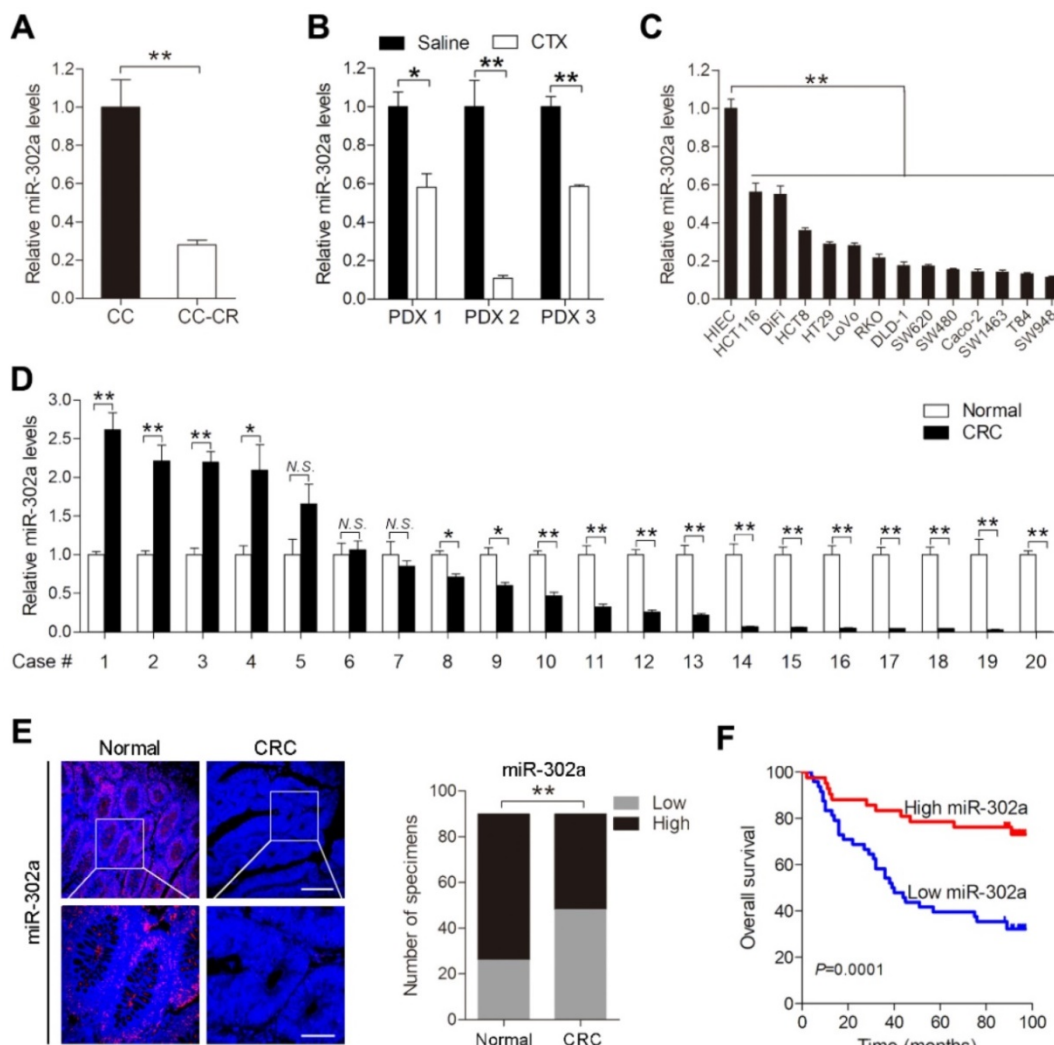 A
**
Relative miR-302a levels
1.2
1.0
0.8
0.6
0.4
0.2
0.0
CC CC-CR
B
Saline CTX
* ** **
Relative miR-302a levels
1.2
1.0
0.8
0.6
0.4
0.2
0.0
PDX 1 PDX 2 PDX 3
C
**
Relative miR-302a levels
1.2
1.0
0.8
0.6
0.4
0.2
0.0
HIEC HCT116 DiFi HCT8 HT29 LoVo RKO DLD-1 SW620 SW480 Caco-2 SW1463 T84 SW948
D
Normal
CRC
** ** ** * N.S. N.S. N.S. * * ** ** ** ** ** ** ** ** ** ** **
Relative miR-302a levels
3.0
2.5
2.0
1.5
1.0
0.5
0.0
Case # 1 2 3 4 5 6 7 8 9 10 11 12 13 14 15 16 17 18 19 20
E
Normal CRC
miR-302a
miR-302a
**
Low
High
Number of specimens
100
80
60
40
20
0
Normal CRC
F
Overall survival
100
80
60
40
20
0
High miR-302a
Low miR-302a
P=0.0001
0 20 40 60 80 100
Time (months)